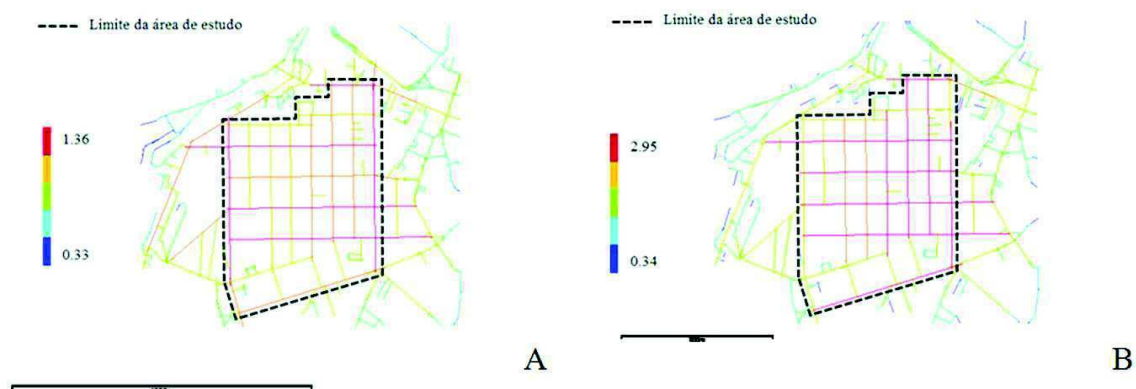 Limite da área de estudo
1.36
0.33
A
Limite da área de estudo
2.95
0.34
B